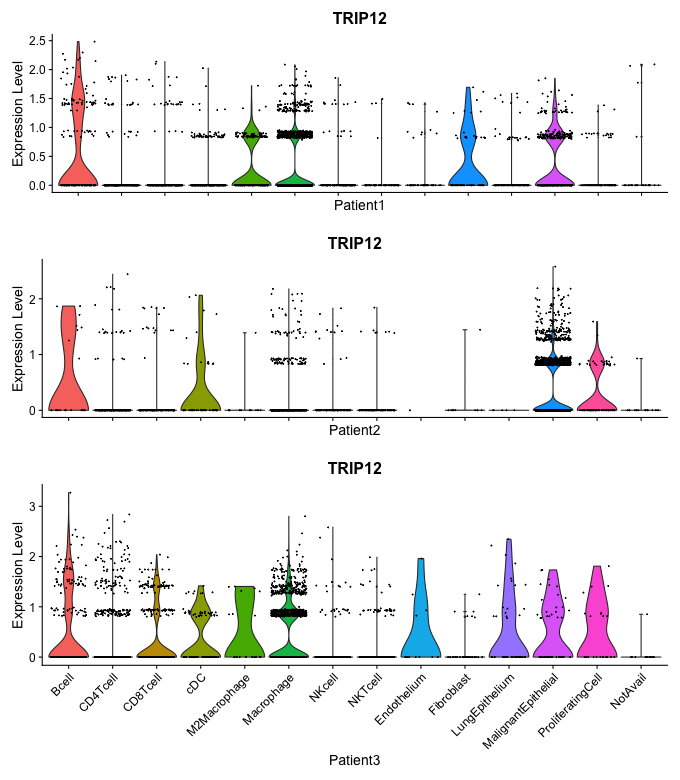 TRIP12
Expression Level
2.5
2.0
1.5
1.0
0.5
0.0
Patient1
TRIP12
Expression Level
2
1
0
Patient2
TRIP12
Expression Level
3
2
1
0
Bcell
CD4Tcell
CD8Tcell
cDC
M2Macrophage
Macrophage
NKcell
NKTcell
Endothelium
Fibroblast
LungEpithelium
MalignantEpithelial
ProliferatingCell
NotAvail
Patient3